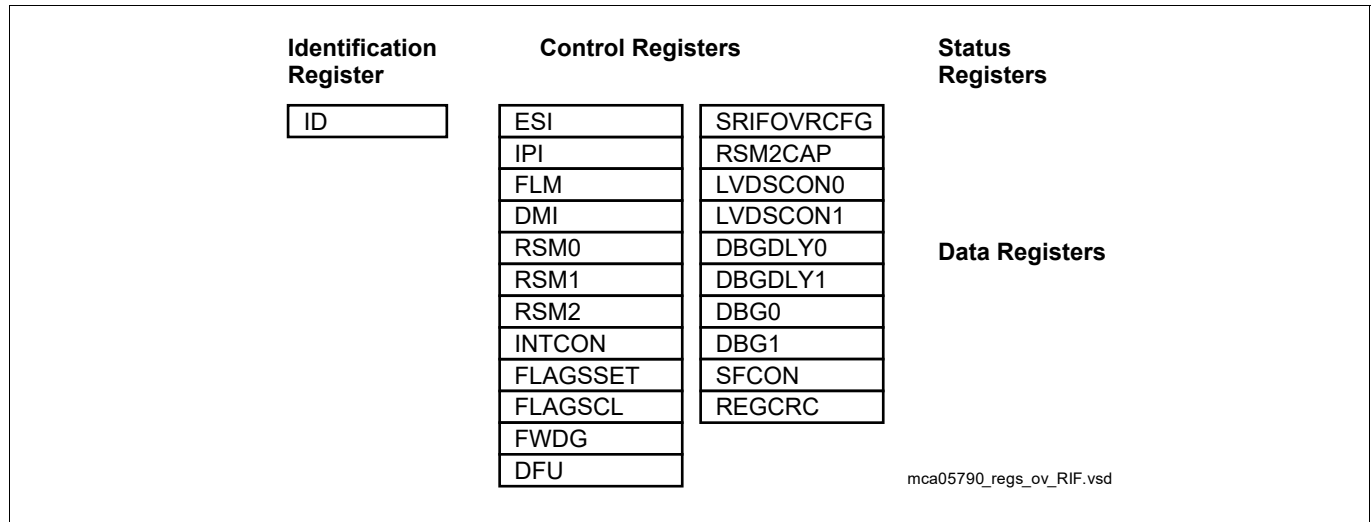 Identification
Register
ID
Control Registers
ESI
IPI
FLM
DMI
RSM0
RSM1
RSM2
INTCON
FLAGSSET
FLAGSCL
FWDG
DFU
SRIFOVRCFG
RSM2CAP
LVDSCON0
LVDSCON1
DBGDLY0
DBGDLY1
DBG0
DBG1
SFCON
REGCRC
Status
Registers
Data Registers
mca05790_regs_ov_RIF.vsd